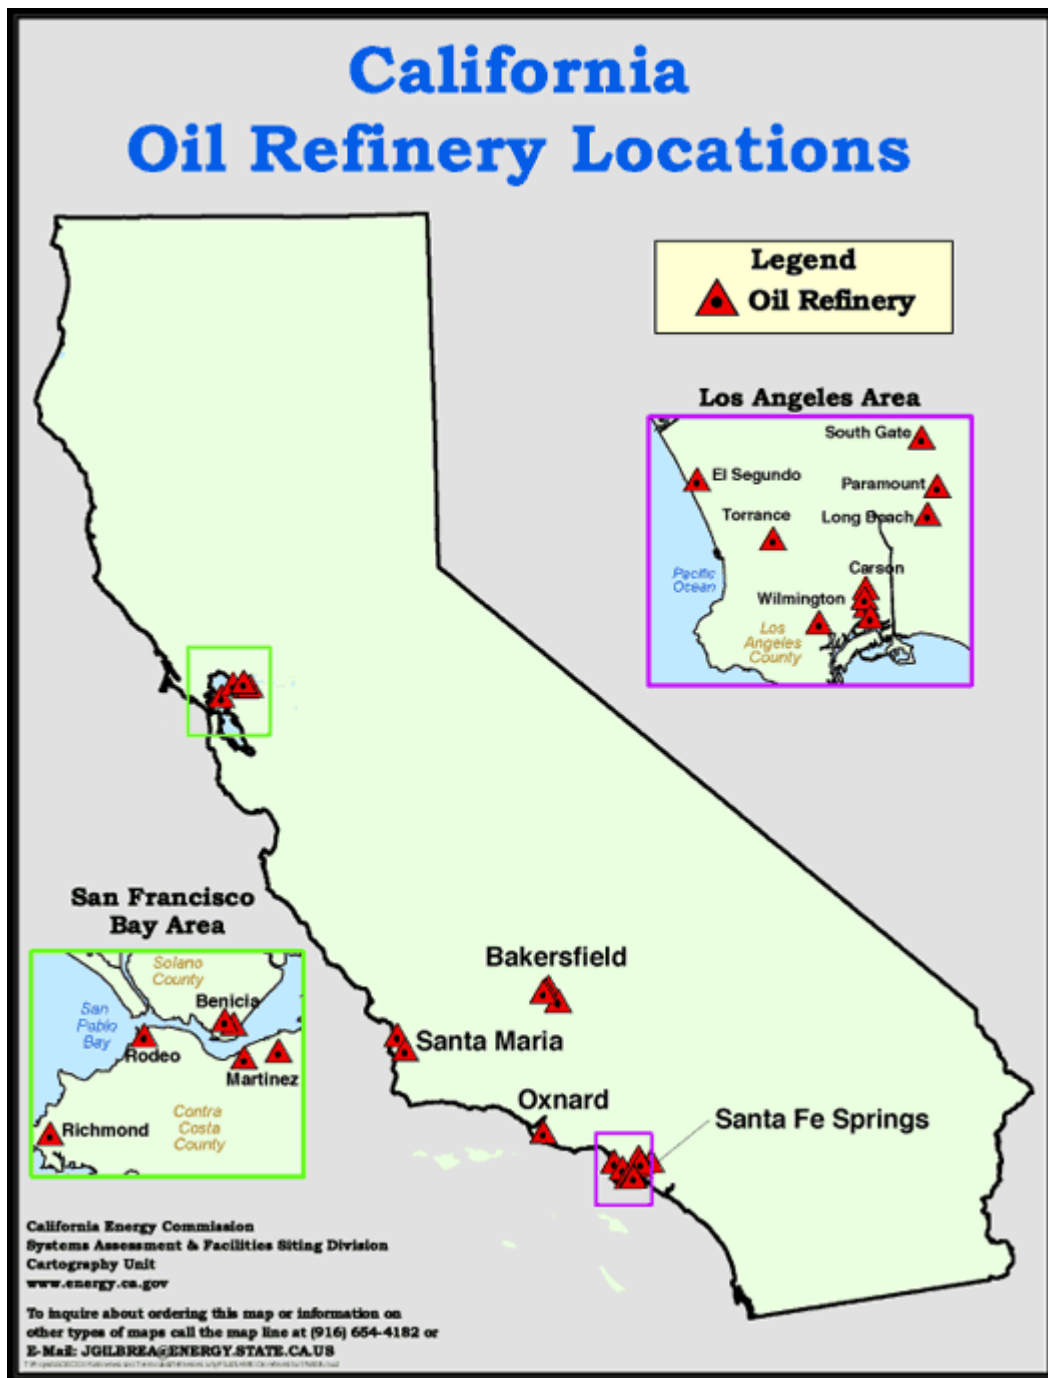 California
Oil Refinery Locations
Legend
Oil Refinery
Los Angeles Area
South Gate
El Segundo
Paramount
Torrance
Long Beach
Pacific
Ocean
Carson
Wilmington
Los
Angeles
County
San Francisco
Bay Area
Solano
County
Benicia
San
Pablo
Bay
Rodeo
Martinez
Contra
Costa
County
Richmond
Bakersfield
Santa Maria
Oxnard
Santa Fe Springs
California Energy Commission
Systems Assessment & Facilities Siting Division
Cartography Unit
www.energy.ca.gov
To inquire about ordering this map or information on
other types of maps call the map line at (916) 654-4182 or
E-Mail: JGILBREA@ENERGY.STATE.CA.US